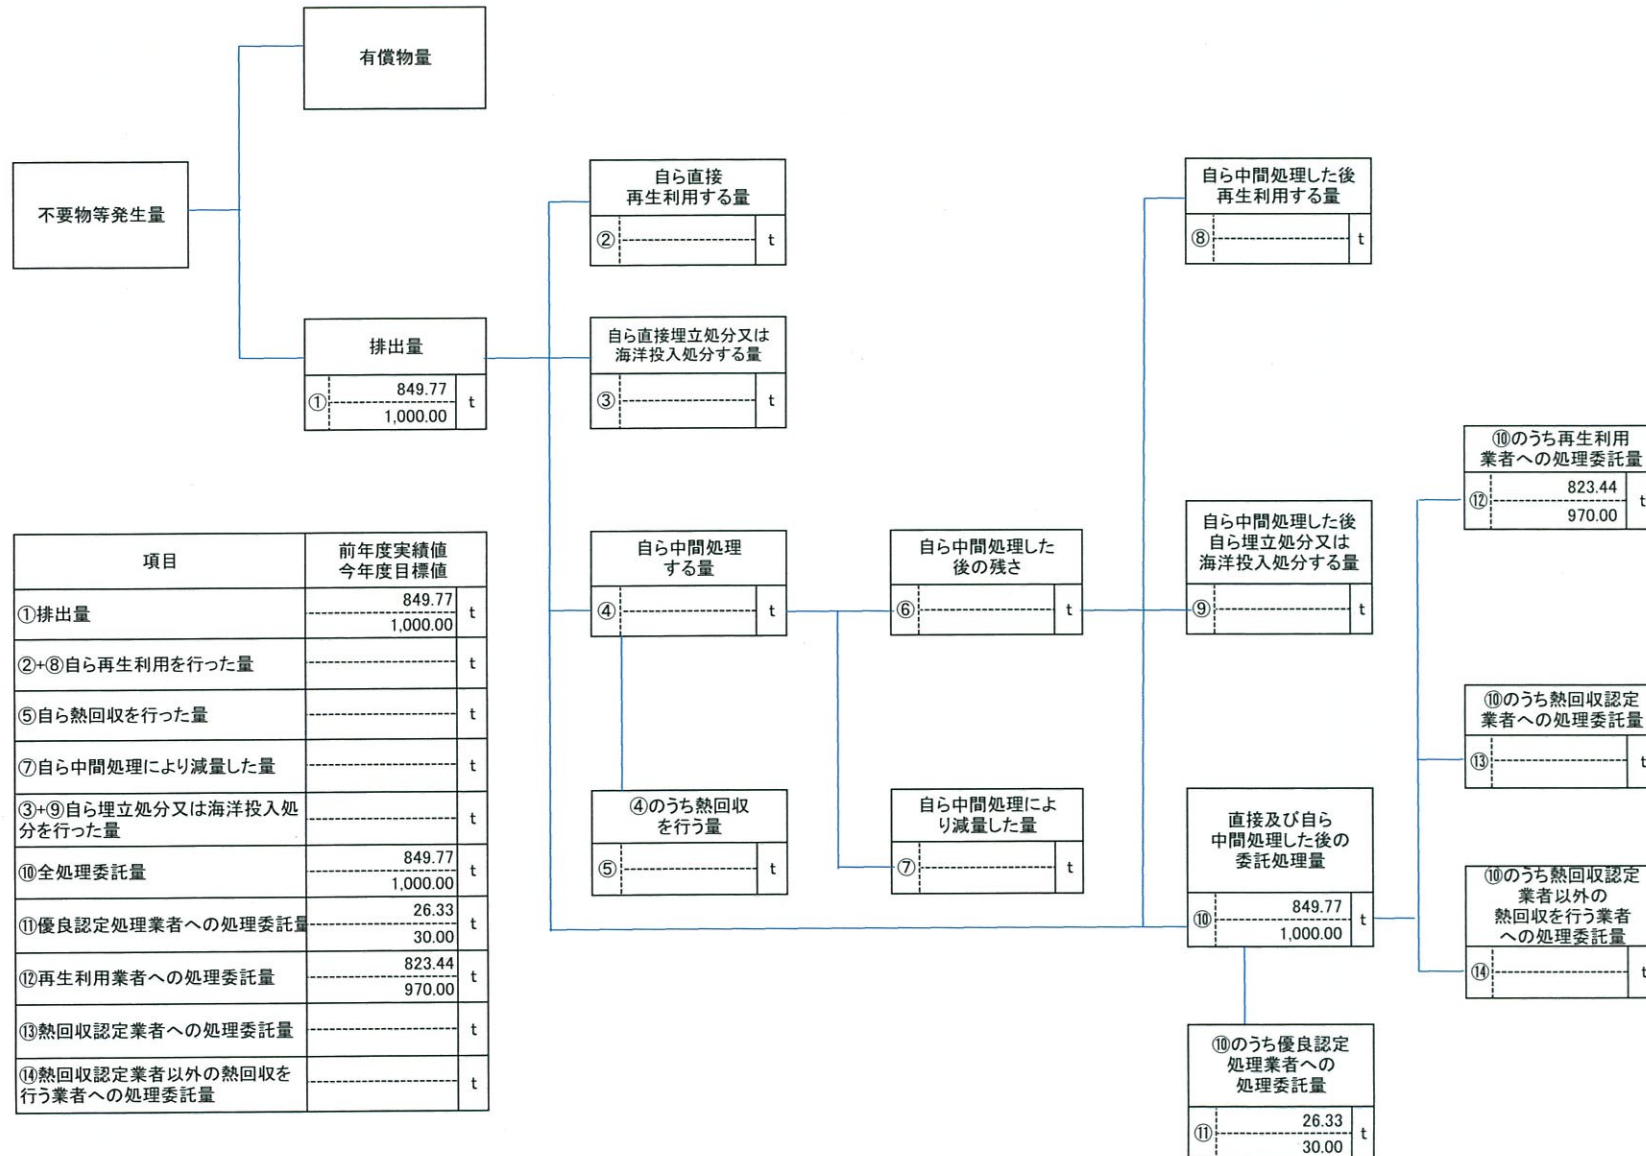 有償物量
不要物等発生量
排出量
①
849.77
1,000.00
t
自ら直接
再生利用する量
②
t
自ら直接埋立処分又は
海洋投入処分する量
③
t
自ら中間処理
する量
④
t
④のうち熱回収
を行う量
⑤
t
自ら中間処理した
後の残さ
⑥
t
自ら中間処理によ
り減量した量
⑦
t
自ら中間処理した後
再生利用する量
⑧
t
自ら中間処理した後
自ら埋立処分又は
海洋投入処分する量
⑨
t
直接及び自ら
中間処理した後の
委託処理量
⑩
849.77
1,000.00
t
⑩のうち優良認定
処理業者への
処理委託量
⑪
26.33
30.00
t
⑩のうち再生利用
業者への処理委託量
⑫
823.44
970.00
t
⑩のうち熱回収認定
業者への処理委託量
⑬
t
⑩のうち熱回収認定
業者以外の
熱回収を行う業者
への処理委託量
⑭
t
項目
前年度実績値
今年度目標値
①排出量
849.77
1,000.00
t
②+⑧自ら再生利用を行った量
t
⑤自ら熱回収を行った量
t
⑦自ら中間処理により減量した量
t
③+⑨自ら埋立処分又は海洋投入処
分を行った量
t
⑩全処理委託量
849.77
1,000.00
t
⑪優良認定処理業者への処理委託量
26.33
30.00
t
⑫再生利用業者への処理委託量
823.44
970.00
t
⑬熱回収認定業者への処理委託量
t
⑭熱回収認定業者以外の熱回収を
行う業者への処理委託量
t